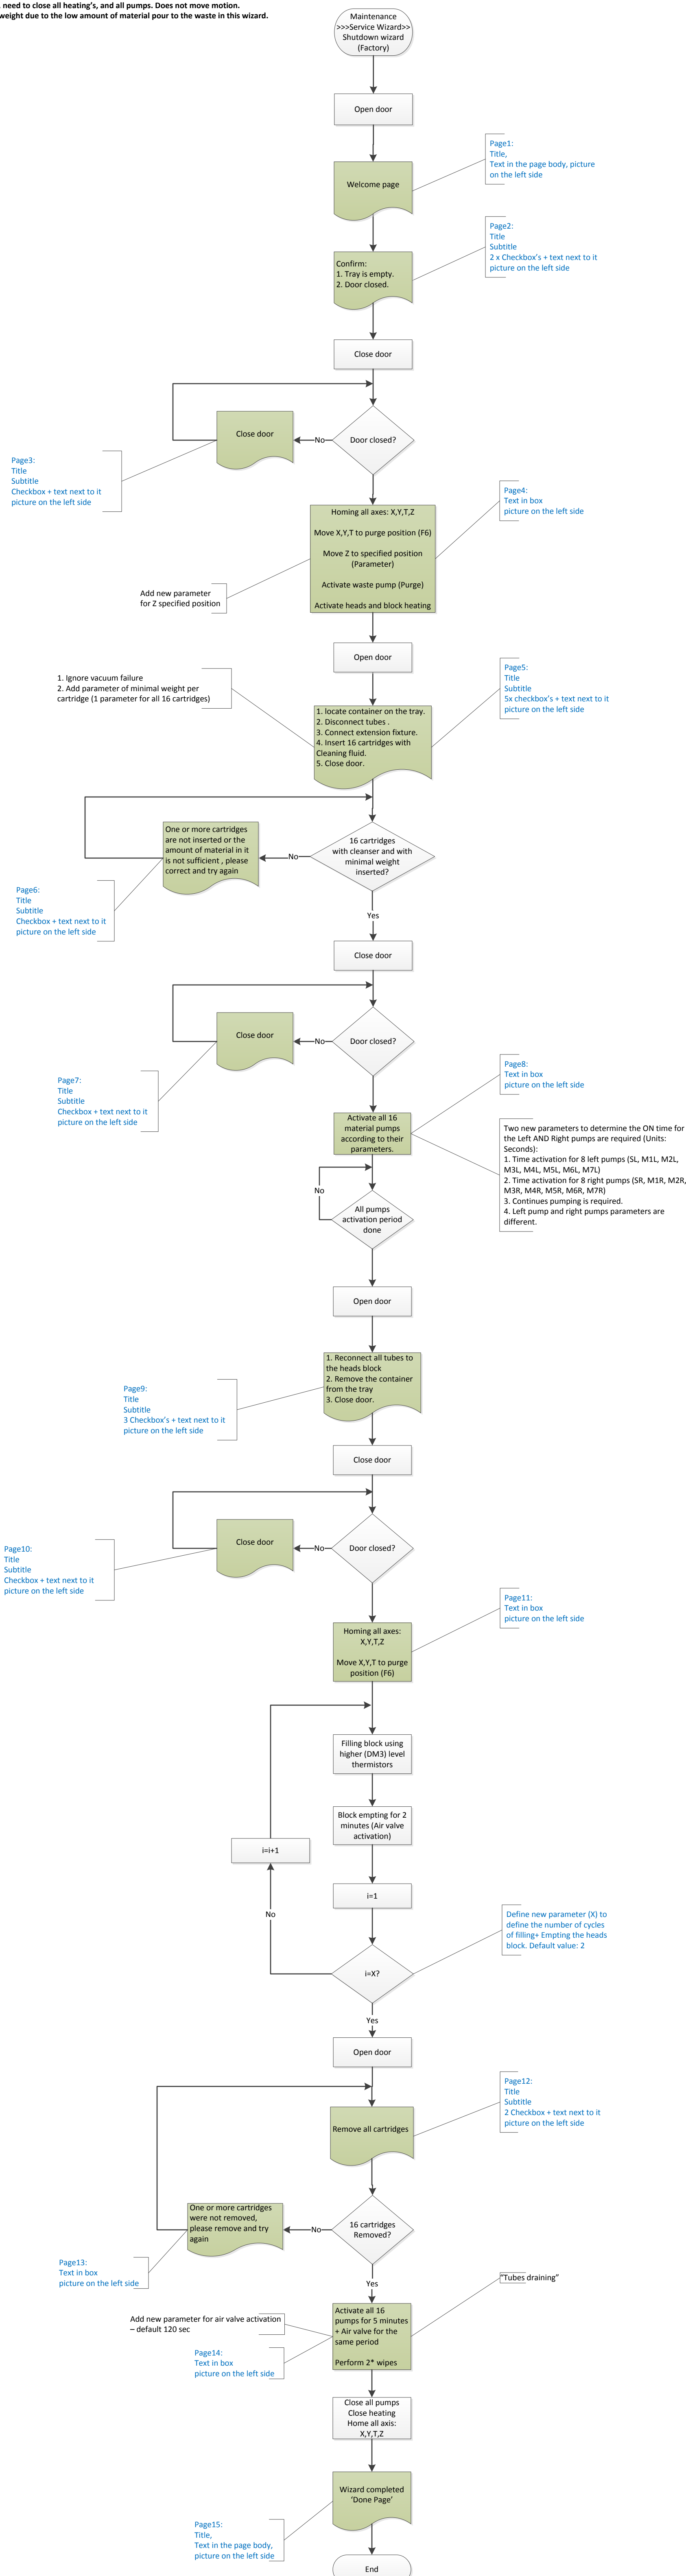 need to close all heating's, and all pumps. Does not move motion.
weight due to the low amount of material pour to the waste in this wizard.
Maintenance
>>>Service Wizard>>
Shutdown wizard
(Factory)
Open door
Page1:
Title,
Text in the page body, picture
on the left side
Welcome page
Page2:
Title
Subtitle
2 x Checkbox's + text next to it
picture on the left side
Confirm:
1. Tray is empty.
2. Door closed.
Close door
Close door
No
Door closed?
Page3:
Title
Subtitle
Checkbox + text next to it
picture on the left side
Page4:
Text in box
picture on the left side
Homing all axes: X,Y,T,Z
Move X,Y,T to purge position (F6)
Move Z to specified position
(Parameter)
Activate waste pump (Purge)
Activate heads and block heating
Add new parameter
for Z specified position
Open door
1. Ignore vacuum failure
2. Add parameter of minimal weight per
cartridge (1 parameter for all 16 cartridges)
Page5:
Title
Subtitle
5x checkbox's + text next to it
picture on the left side
1. locate container on the tray.
2. Disconnect tubes .
3. Connect extension fixture.
4. Insert 16 cartridges with
Cleaning fluid.
5. Close door.
One or more cartridges
are not inserted or the
amount of material in it
is not sufficient , please
correct and try again
No
16 cartridges
with cleanser and with
minimal weight
inserted?
Page6:
Title
Subtitle
Checkbox + text next to it
picture on the left side
Yes
Close door
Close door
No
Door closed?
Page7:
Title
Subtitle
Checkbox + text next to it
picture on the left side
Page8:
Text in box
picture on the left side
Activate all 16
material pumps
according to their
parameters.
Two new parameters to determine the ON time for
the Left AND Right pumps are required (Units:
Seconds):
1. Time activation for 8 left pumps (SL, M1L, M2L,
M3L, M4L, M5L, M6L, M7L)
2. Time activation for 8 right pumps (SR, M1R, M2R,
M3R, M4R, M5R, M6R, M7R)
3. Continues pumping is required.
4. Left pump and right pumps parameters are
different.
No
All pumps
activation period
done
Open door
1. Reconnect all tubes to
the heads block
2. Remove the container
from the tray
3. Close door.
Page9:
Title
Subtitle
3 Checkbox's + text next to it
picture on the left side
Close door
Close door
No
Door closed?
Page10:
Title
Subtitle
Checkbox + text next to it
picture on the left side
Page11:
Text in box
picture on the left side
Homing all axes:
X,Y,T,Z
Move X,Y,T to purge
position (F6)
Filling block using
higher (DM3) level
thermistors
Block empting for 2
minutes (Air valve
activation)
i=i+1
i=1
No
Define new parameter (X) to
define the number of cycles
of filling+ Empting the heads
block. Default value: 2
i=X?
Yes
Open door
Page12:
Title
Subtitle
2 Checkbox + text next to it
picture on the left side
Remove all cartridges
One or more cartridges
were not removed,
please remove and try
again
No
16 cartridges
Removed?
Page13:
Text in box
picture on the left side
Yes
"Tubes draining"
Add new parameter for air valve activation
– default 120 sec
Activate all 16
pumps for 5 minutes
+ Air valve for the
same period
Perform 2* wipes
Page14:
Text in box
picture on the left side
Close all pumps
Close heating
Home all axis:
X,Y,T,Z
Wizard completed
‘Done Page’
Page15:
Title,
Text in the page body,
picture on the left side
End